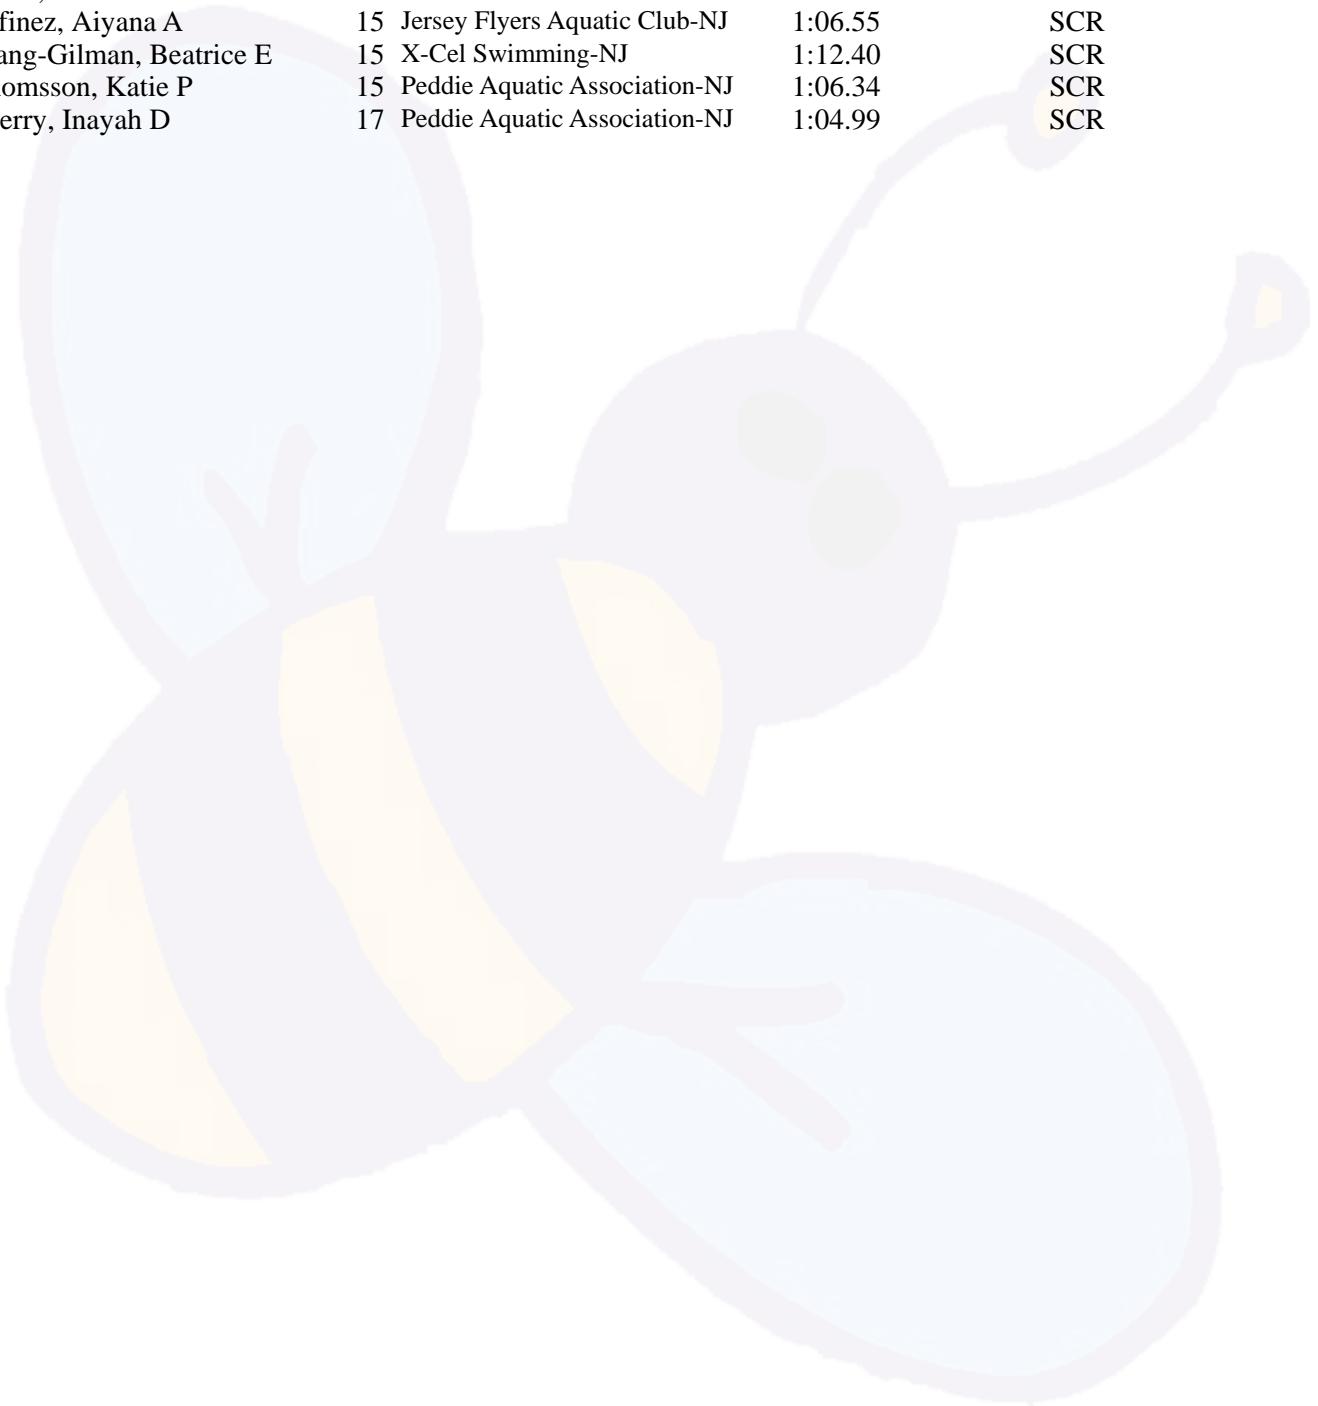 finez, Aiyana A 15 Jersey Flyers Aquatic Club-NJ 1:06.55 SCR
ang-Gilman, Beatrice E 15 X-Cel Swimming-NJ 1:12.40 SCR
omsson, Katie P 15 Peddie Aquatic Association-NJ 1:06.34 SCR
erry, Inayah D 17 Peddie Aquatic Association-NJ 1:04.99 SCR